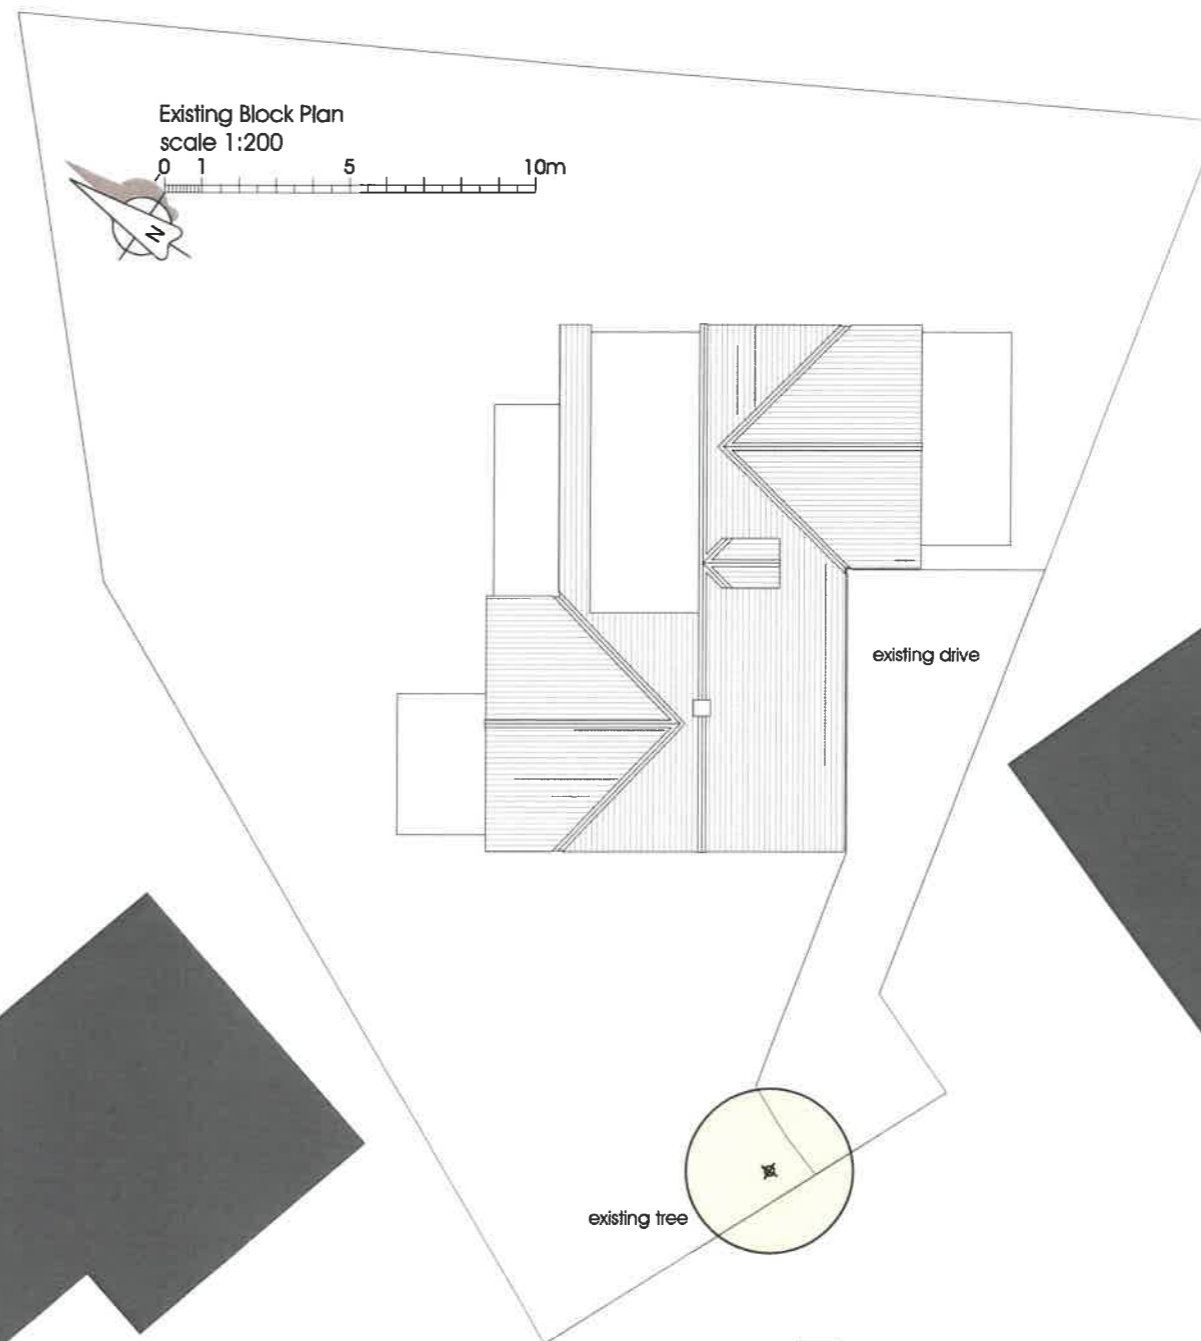 Existing Block Plan
scale 1:200
0 1 5 10m
N
existing drive
existing tree